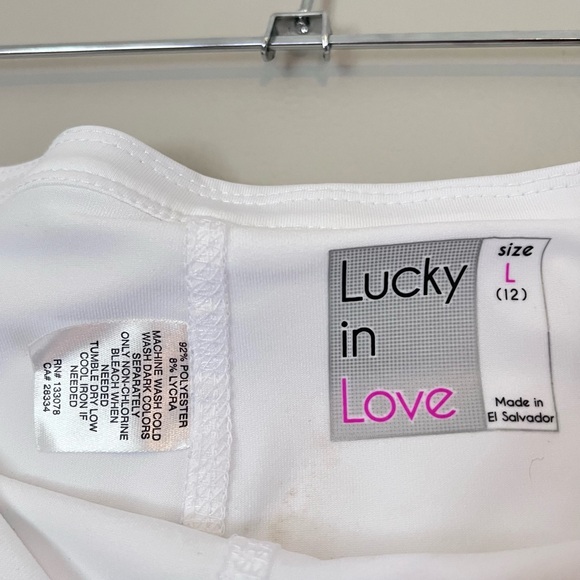 Lucky
in
Love
size
L
(12)
Made in
El Salvador
92% POLYESTER
8% LYCRA
MACHINE WASH COLD
WASH DARK COLORS
SEPARATELY
ONLY NON-CHLORINE
BLEACH WHEN
NEEDED
TUMBLE DRY LOW
COOL IRON IF
NEEDED
RN# 133078
CA# 28334